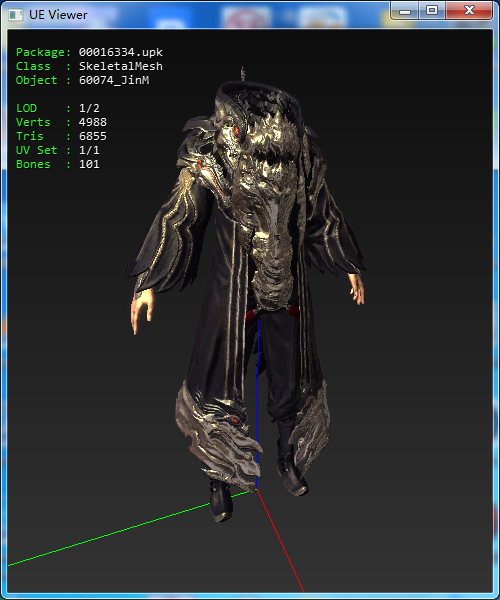 UE Viewer
Package: 00016334.upk
Class : SkeletalMesh
Object : 60074_JinM
LOD : 1/2
Verts : 4988
Tris : 6855
UV Set : 1/1
Bones : 101